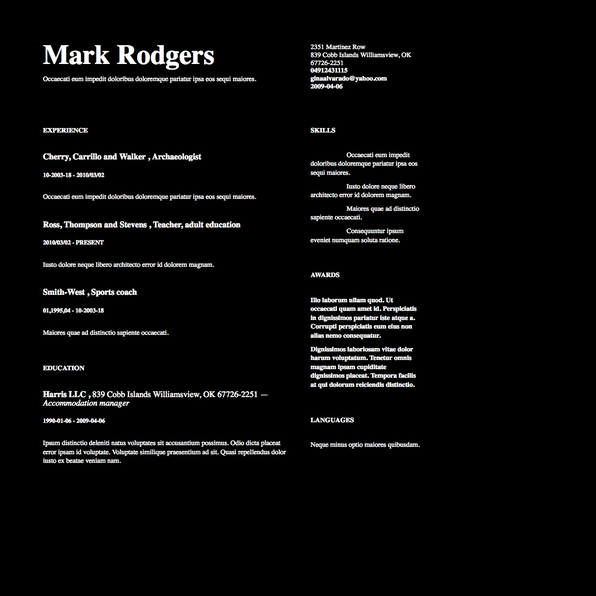 Mark Rodgers
Occaecati eum impedit doloribus doloremque pariatur ipsa eos sequi maiores.
2351 Martinez Row
839 Cobb Islands Williamsview, OK
67726-2251
04912431115
ginaalvarado@yahoo.com
2009-04-06
EXPERIENCE
Cherry, Carrillo and Walker , Archaeologist
10-2003-18 - 2010/03/02
Occaecati eum impedit doloribus doloremque pariatur ipsa eos sequi maiores.
Ross, Thompson and Stevens , Teacher, adult education
2010/03/02 - PRESENT
Iusto dolore neque libero architecto error id dolorem magnam.
Smith-West , Sports coach
01,1995,04 - 10-2003-18
Maiores quae ad distinctio sapiente occaecati.
EDUCATION
Harris LLC , 839 Cobb Islands Williamsview, OK 67726-2251 —
Accommodation manager
1990-01-06 - 2009-04-06
Ipsum distinctio deleniti natus voluptates sit accusantium possimus. Odio dicta placeat
error ipsam id voluptate. Voluptate similique praesentium ad sit. Quasi repellendus dolor
iusto ex beatae veniam nam.
SKILLS
Occaecati eum impedit
doloribus doloremque pariatur ipsa eos
sequi maiores.
Iusto dolore neque libero
architecto error id dolorem magnam.
Maiores quae ad distinctio
sapiente occaecati.
Consequuntur ipsum
eveniet numquam soluta ratione.
AWARDS
Illo laborum ullam quod. Ut
occaecati quam amet id. Perspiciatis
in dignissimos pariatur iste atque a.
Corrupti perspiciatis eum eius non
alias nemo consequatur.
Dignissimos laboriosam vitae dolor
harum voluptatum. Tenetur omnis
magnam ipsam cupiditate
dignissimos placeat. Tempora facilis
at qui dolorum reiciendis distinctio.
LANGUAGES
Neque minus optio maiores quibusdam.